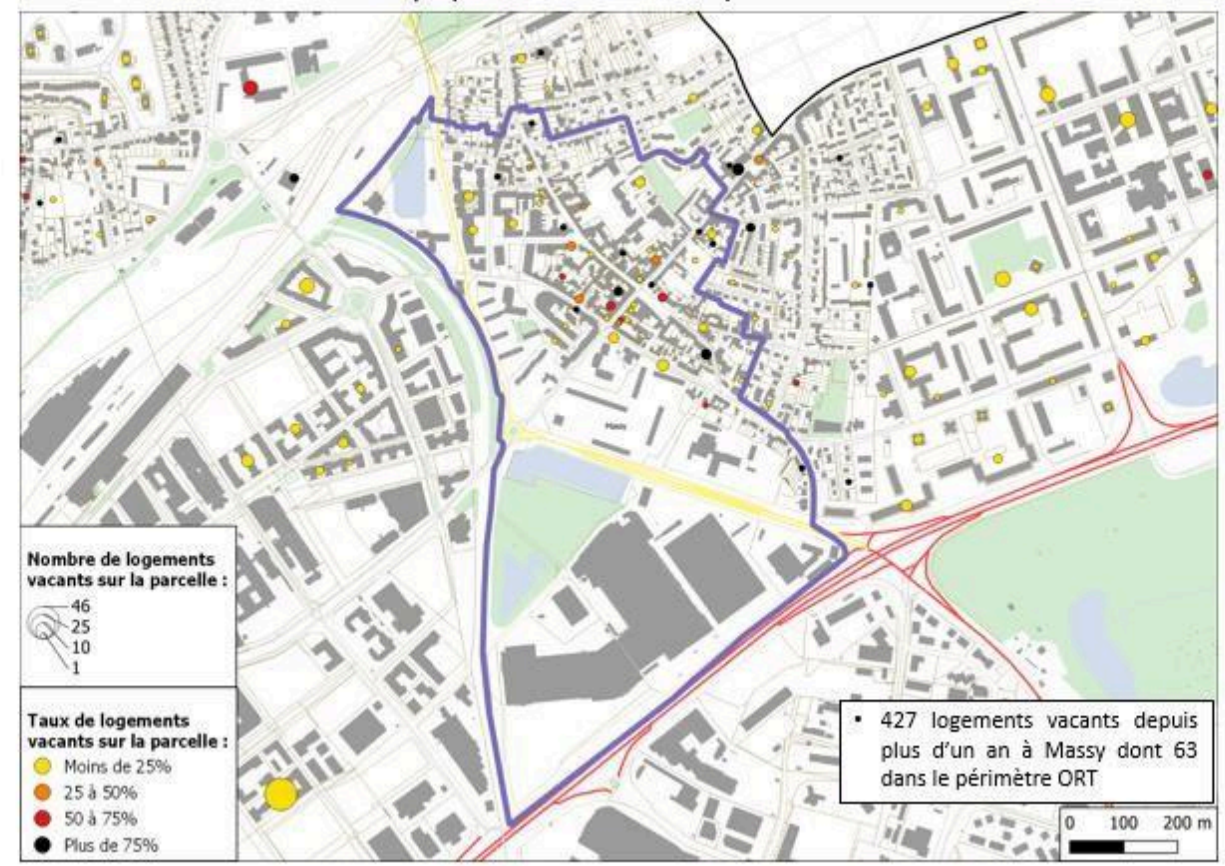 Nombre de logements
vacants sur la parcelle :
46
25
10
1
Taux de logements
vacants sur la parcelle :
Moins de 25%
25 à 50%
50 à 75%
Plus de 75%
▪ 427 logements vacants depuis
plus d'un an à Massy dont 63
dans le périmètre ORT
0 100 200 m